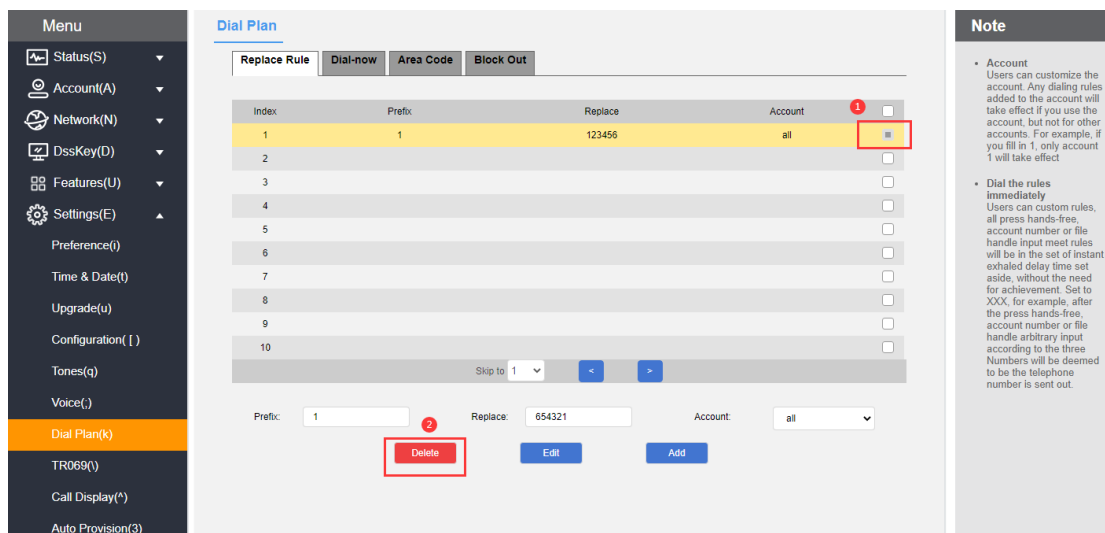 Menu
Status(S)
Account(A)
Network(N)
DssKey(D)
Features(U)
Settings(E)
Preference(i)
Time & Date(t)
Upgrade(u)
Configuration( [ )
Tones(q)
Voice(;)
Dial Plan(k)
TR069(\)
Call Display(^)
Auto Provision(3)
Dial Plan
Replace Rule Dial-now Area Code Block Out
Index Prefix Replace Account 1
1 1 123456 all
2
3
4
5
6
7
8
9
10
Skip to 1 < >
Prefix: 1 Replace: 654321 Account: all
2
Delete Edit Add
Note
• Account
Users can customize the
account. Any dialing rules
added to the account will
take effect if you use the
account, but not for other
accounts. For example, if
you fill in 1, only account
1 will take effect
• Dial the rules
immediately
Users can custom rules,
all press hands-free,
account number or file
handle input meet rules
will be in the set of instant
exhaled delay time set
aside, without the need
for achievement. Set to
XXX, for example, after
the press hands-free,
account number or file
handle arbitrary input
according to the three
Numbers will be deemed
to be the telephone
number is sent out.